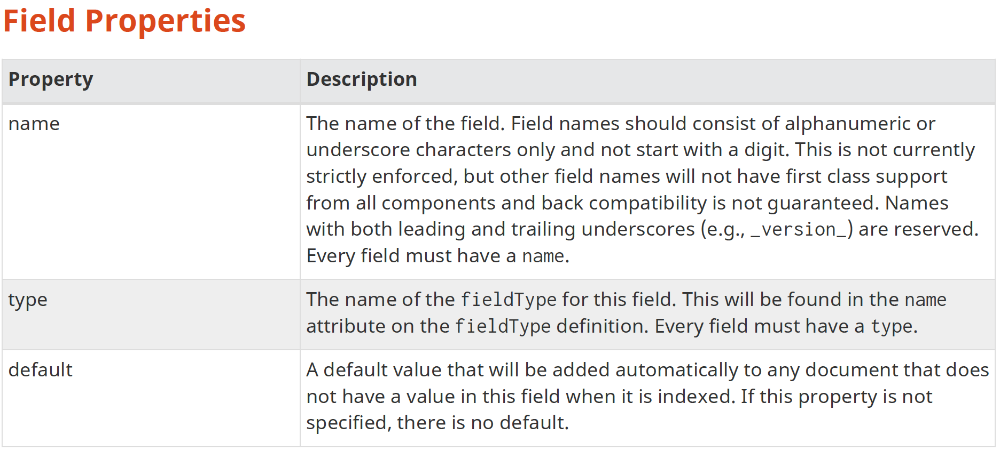 Field Properties
Property Description
name The name of the field. Field names should consist of alphanumeric or
underscore characters only and not start with a digit. This is not currently
strictly enforced, but other field names will not have first class support
from all components and back compatibility is not guaranteed. Names
with both leading and trailing underscores (e.g., _version_) are reserved.
Every field must have a name.
type The name of the fieldType for this field. This will be found in the name
attribute on the fieldType definition. Every field must have a type.
default A default value that will be added automatically to any document that does
not have a value in this field when it is indexed. If this property is not
specified, there is no default.